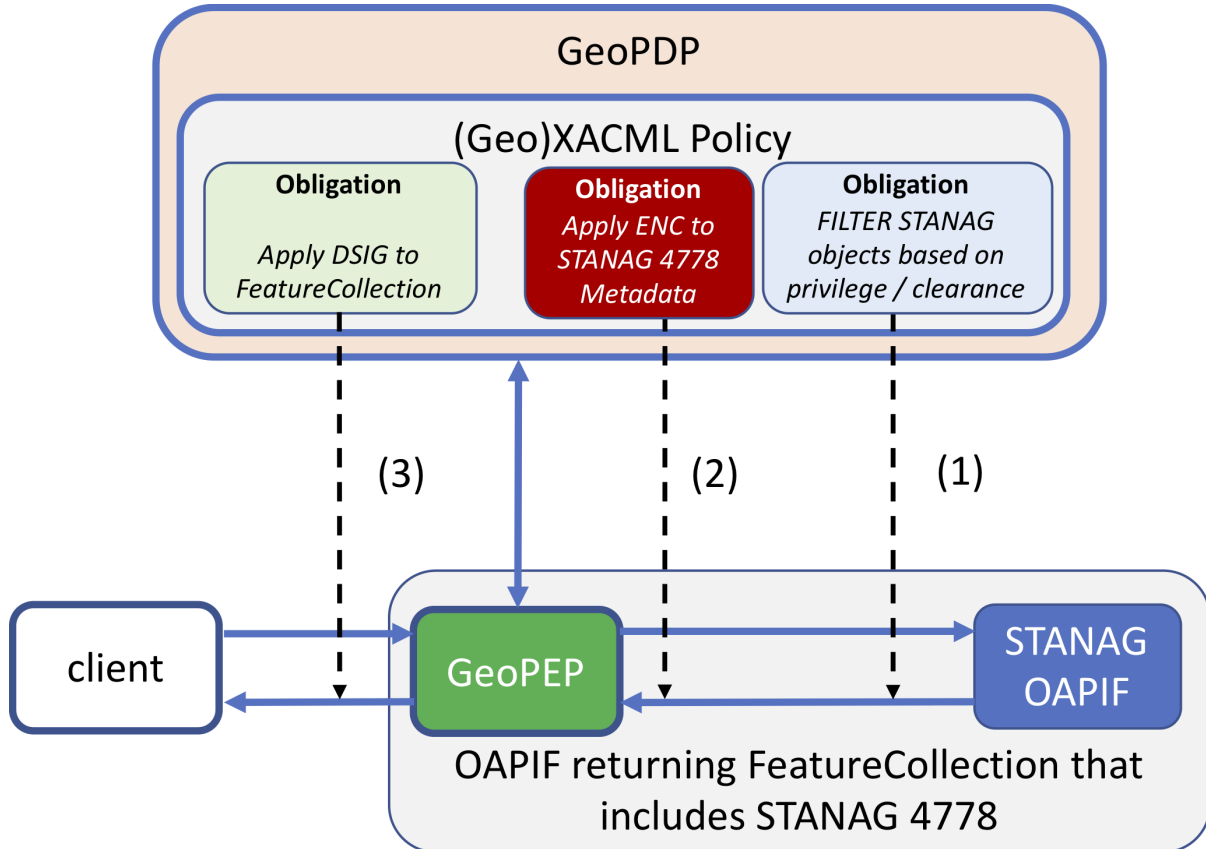 GeoPDP
(Geo)XACML Policy
Obligation
Apply DSIG to
FeatureCollection
Obligation
Apply ENC to
STANAG 4778
Metadata
Obligation
FILTER STANAG
objects based on
privilege / clearance
(3)
(2)
(1)
client
GeoPEP
STANAG
OAPIF
OAPIF returning FeatureCollection that
includes STANAG 4778